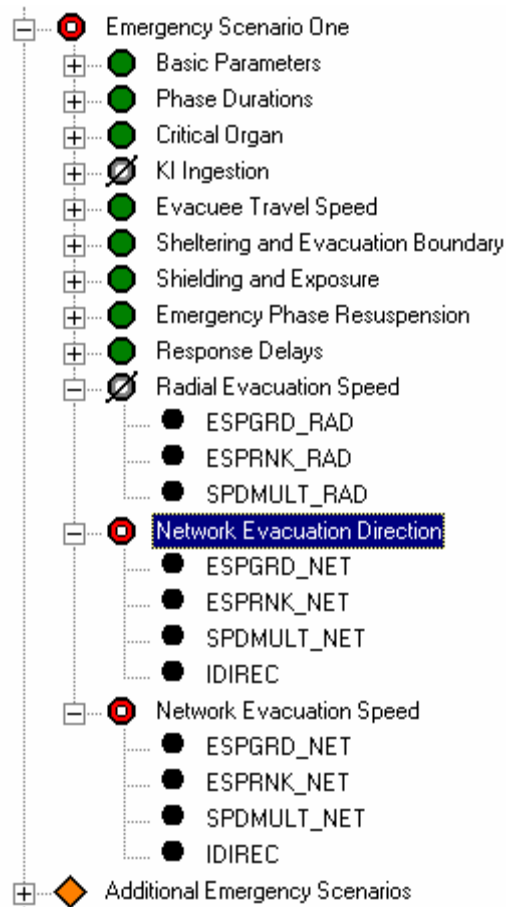 Emergency Scenario One
Basic Parameters
Phase Durations
Critical Organ
KI Ingestion
Evacuee Travel Speed
Sheltering and Evacuation Boundary
Shielding and Exposure
Emergency Phase Resuspension
Response Delays
Radial Evacuation Speed
ESPGRD_RAD
ESPRNK_RAD
SPDMULT_RAD
Network Evacuation Direction
ESPGRD_NET
ESPRNK_NET
SPDMULT_NET
IDIREC
Network Evacuation Speed
ESPGRD_NET
ESPRNK_NET
SPDMULT_NET
IDIREC
Additional Emergency Scenarios